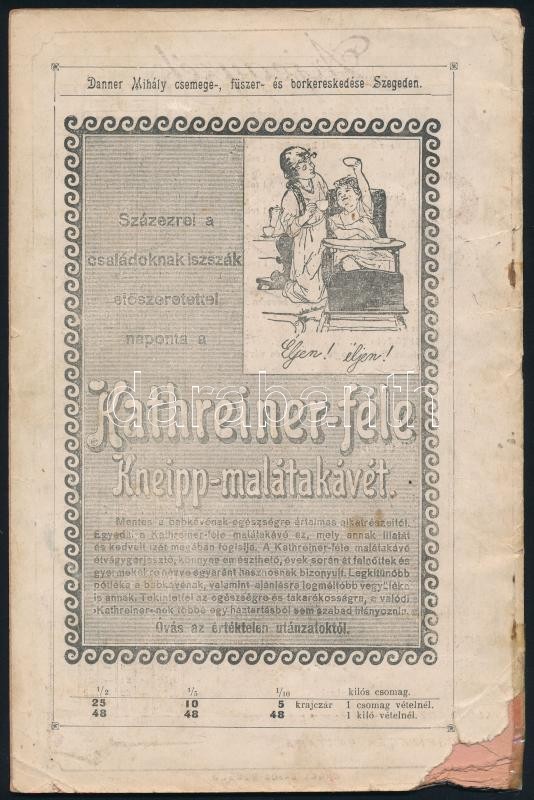 Danner Mihály csemege-, füszer- és borkereskedése Szegeden.
Százezrei a
családoknak iszszák
előszeretettel
naponta a
Éljen! éljen!
Kathreiner-féle
Kneipp-malátakávét.
Mentes a babkávénak egészségre ártalmas alkatrészeitől.
Egyedül a Kathreiner-féle malátakávé az, mely annak illatát
és kedvelt izét magában foglalja. A Kathreiner-féle malátakávé
étvágygerjesztő, könnyen emészthető, évek során át felnőttek és
gyermekek részére egyaránt hasznosnak bizonyult. Legkitünőbb
pótléka a babkávénak, valamint ajánlásra legméltóbb vegyüléke
is annak. Tekintettel az egészségre és takarékosságra, a valódi
›Kathreiner‹-nek többé egy háztartásból sem szabad hiányoznia.
Óvás az értéktelen utánzatoktól.
1/2 1/5 1/10 kilós csomag.
25 10 5 krajczár 1 csomag vételnél.
48 48 48 1 kiló vételnél.
darabanth.com